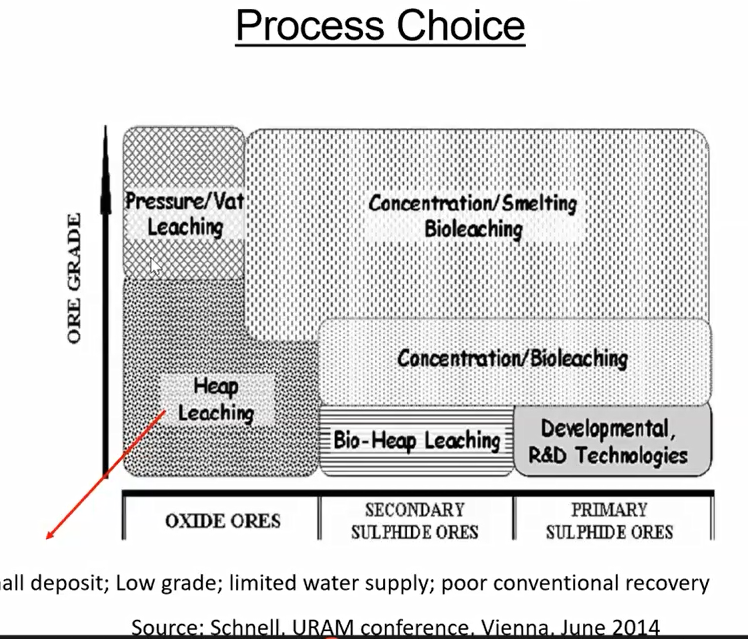 Process Choice
ORE GRADE
Pressure/Vat
Leaching
Concentration/Smelting
Bioleaching
Concentration/Bioleaching
Heap
Leaching
Bio-Heap Leaching
Developmental,
R&D Technologies
OXIDE ORES
SECONDARY
SULPHIDE ORES
PRIMARY
SULPHIDE ORES
deposit; Low grade; limited water supply; poor conventional recovery
Source: Schnell, URAM conference, Vienna, June 2014